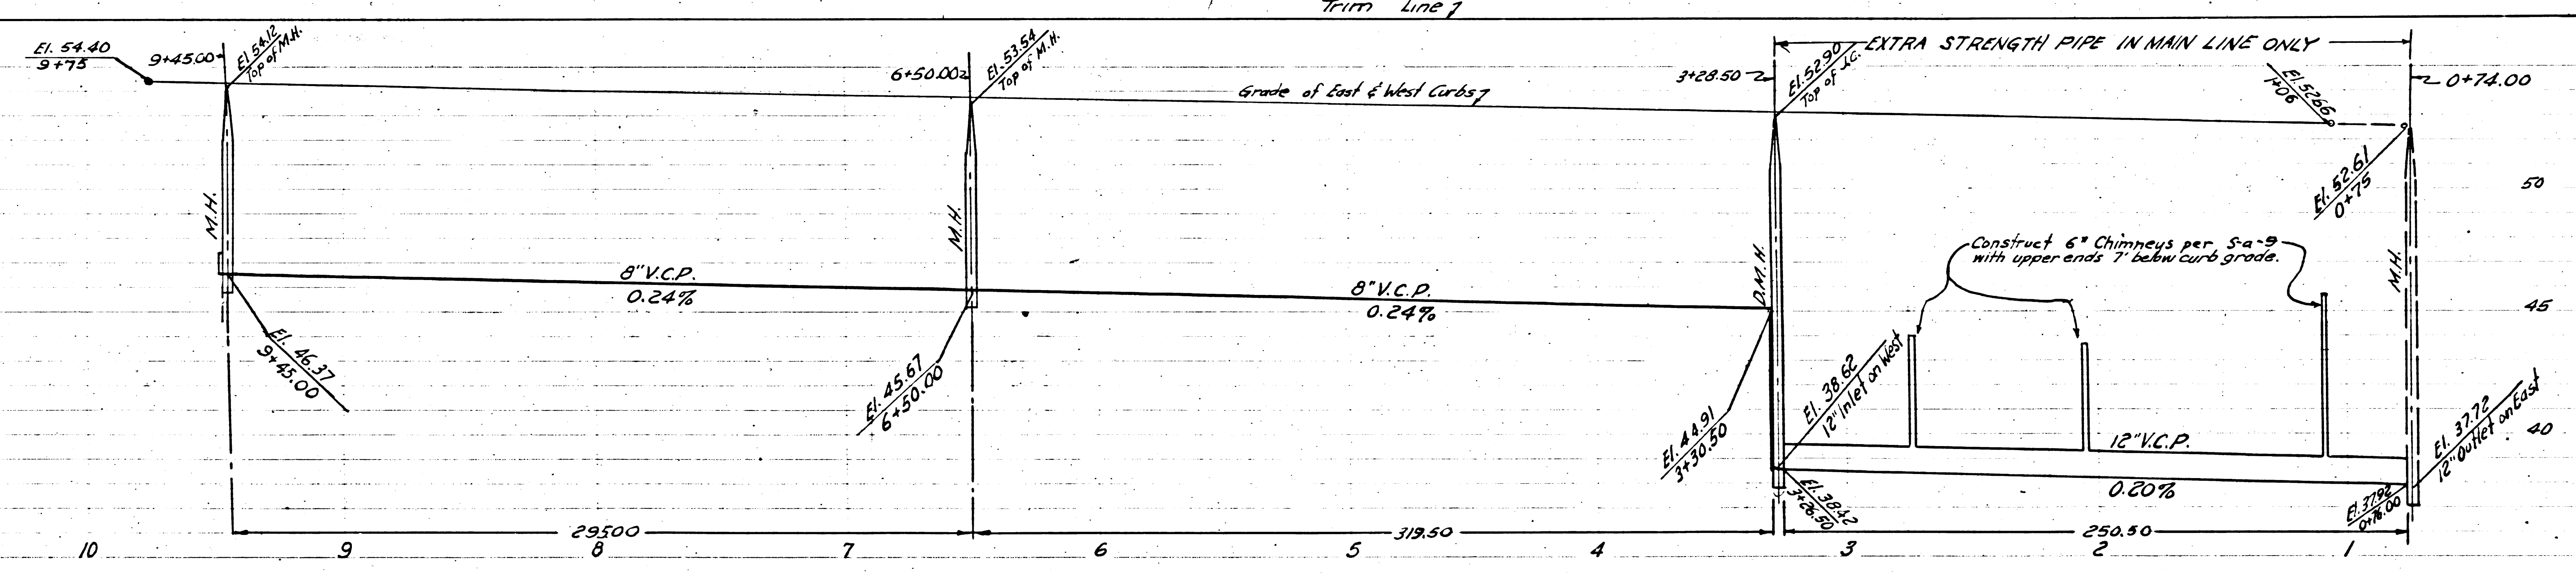 Trim Line
El. 54.40
9+75
9+45.00
El. 54.12
Top of M.H.
6+50.00
El. 53.54
Top of M.H.
Grade of East & West Curbs
3+28.50
El. 52.90
Top of J.C.
EXTRA STRENGTH PIPE IN MAIN LINE ONLY
El. 52.66
1+06
0+74.00
El. 52.61
0+75
50
M.H.
M.H.
D.M.H.
M.H.
Construct 6" Chimneys per S-a-9
with upper ends 7' below curb grade.
8" V.C.P.
0.24%
8" V.C.P.
0.24%
45
El. 46.37
9+45.00
El. 45.67
6+50.00
El. 44.91
3+30.50
El. 38.62
12" Inlet on West
El. 38.42
3+26.50
12" V.C.P.
0.20%
El. 37.92
0+76.00
El. 37.72
12" Outlet on East
40
295.00
319.50
250.50
10 9 8 7 6 5 4 3 2 1